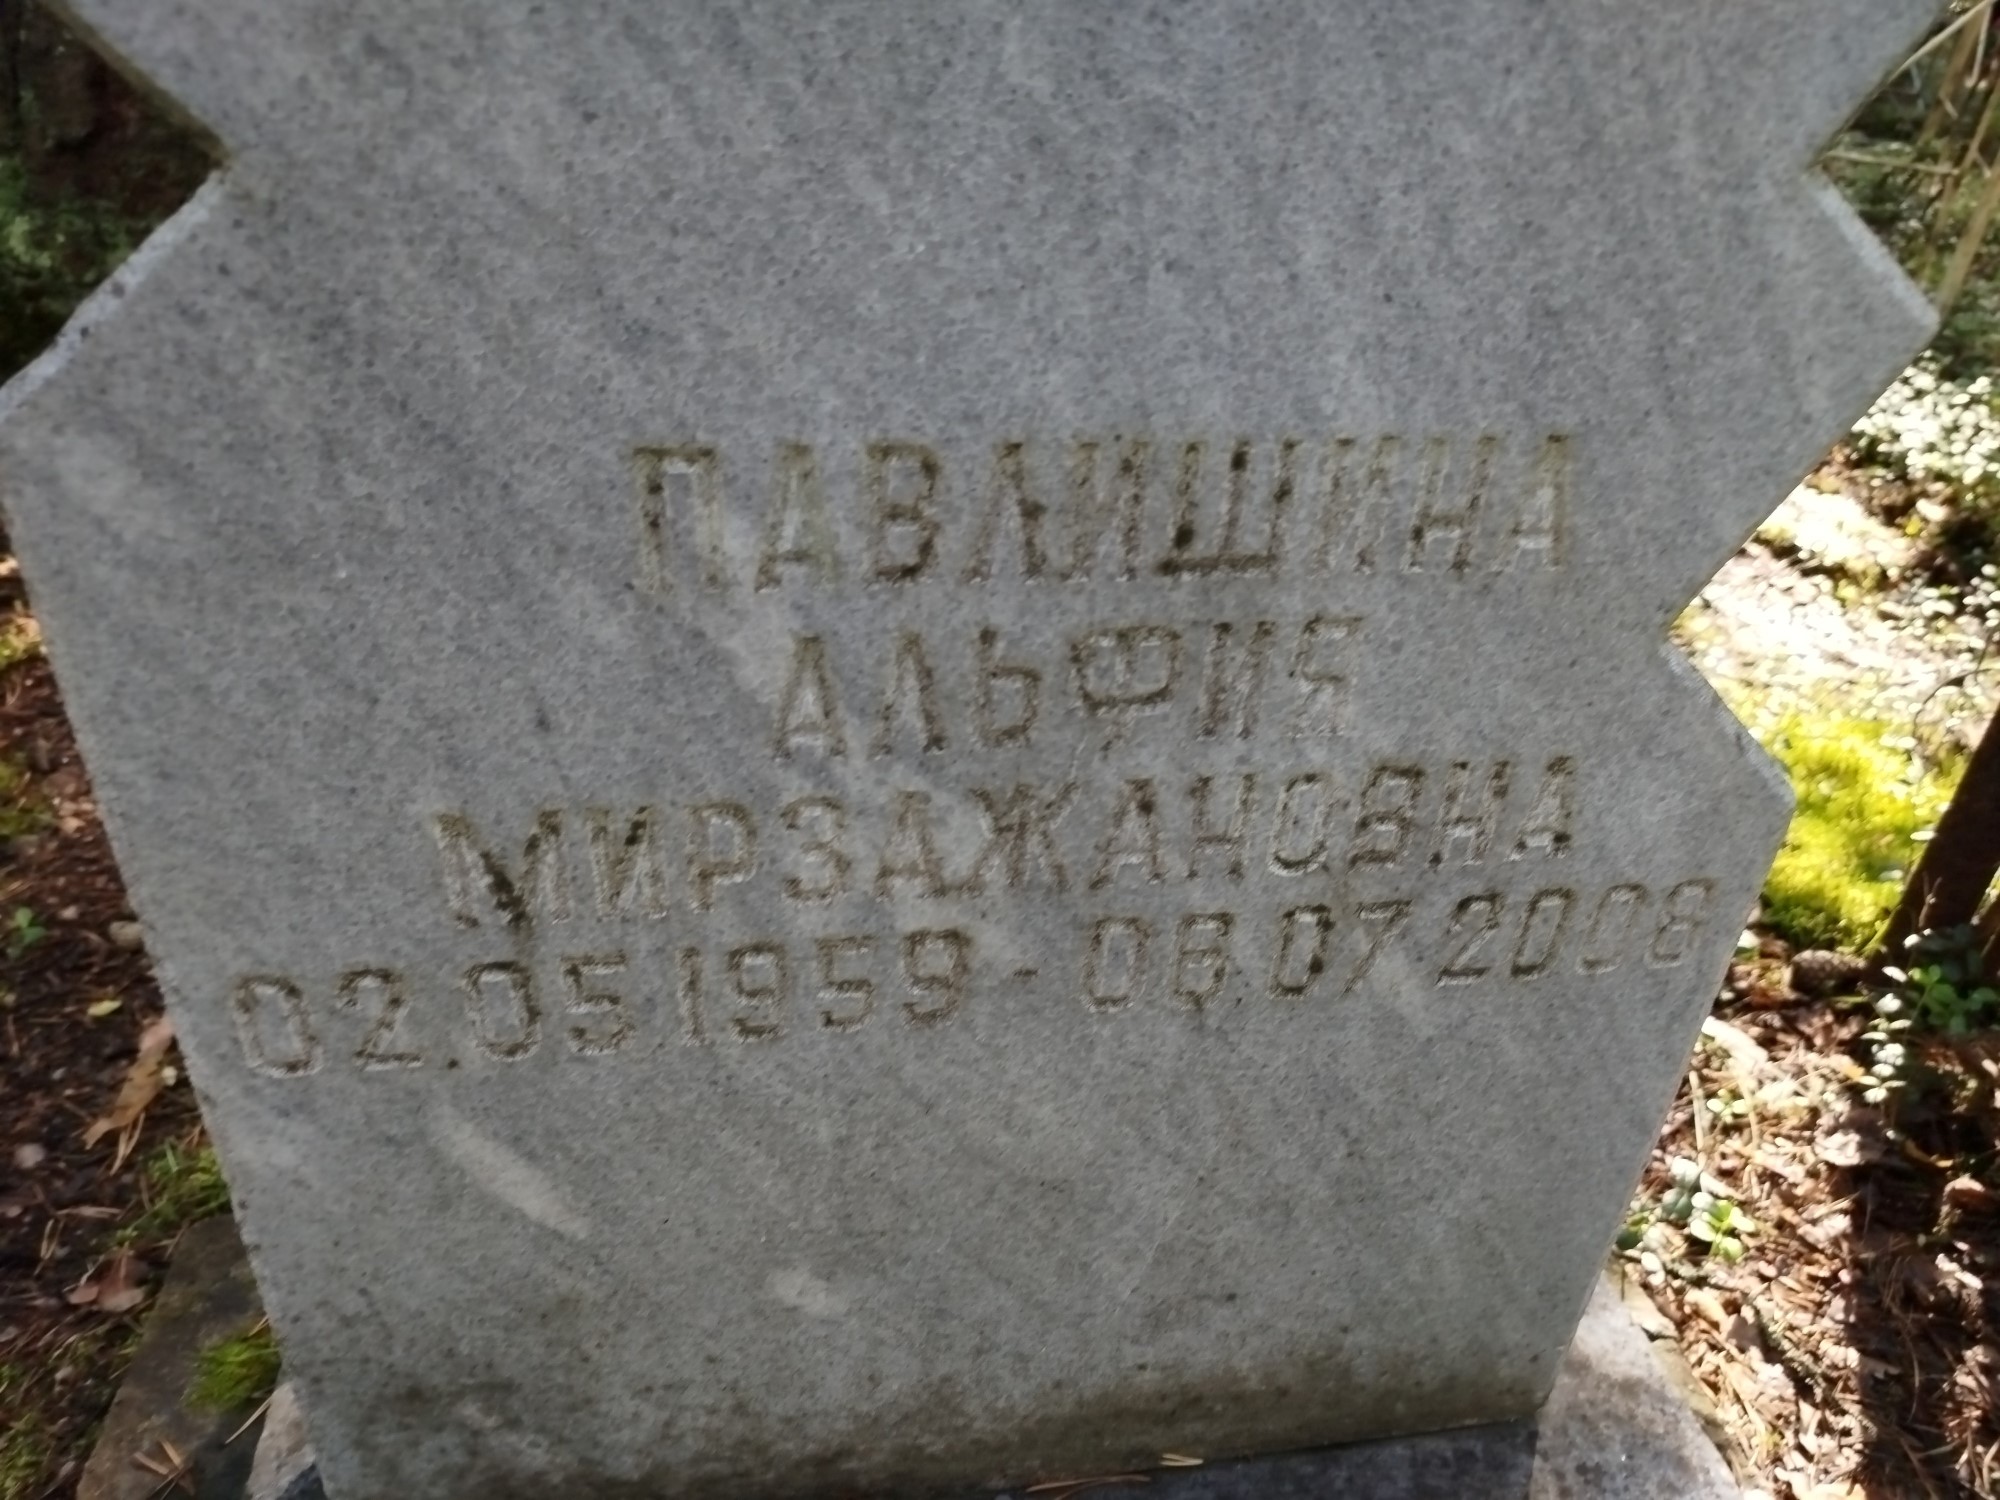 ПАВЛИШИНА
АЛЬФИЯ
МИРЗАЖАНОВНА
02.05.1959 - 06.07.2008